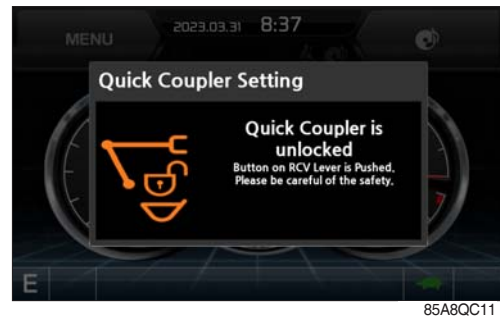 MENU
2023.03.31 8:37
Quick Coupler Setting
Quick Coupler is
unlocked
Button on RCV Lever is Pushed.
Please be careful of the safety.
E
85A8QC11